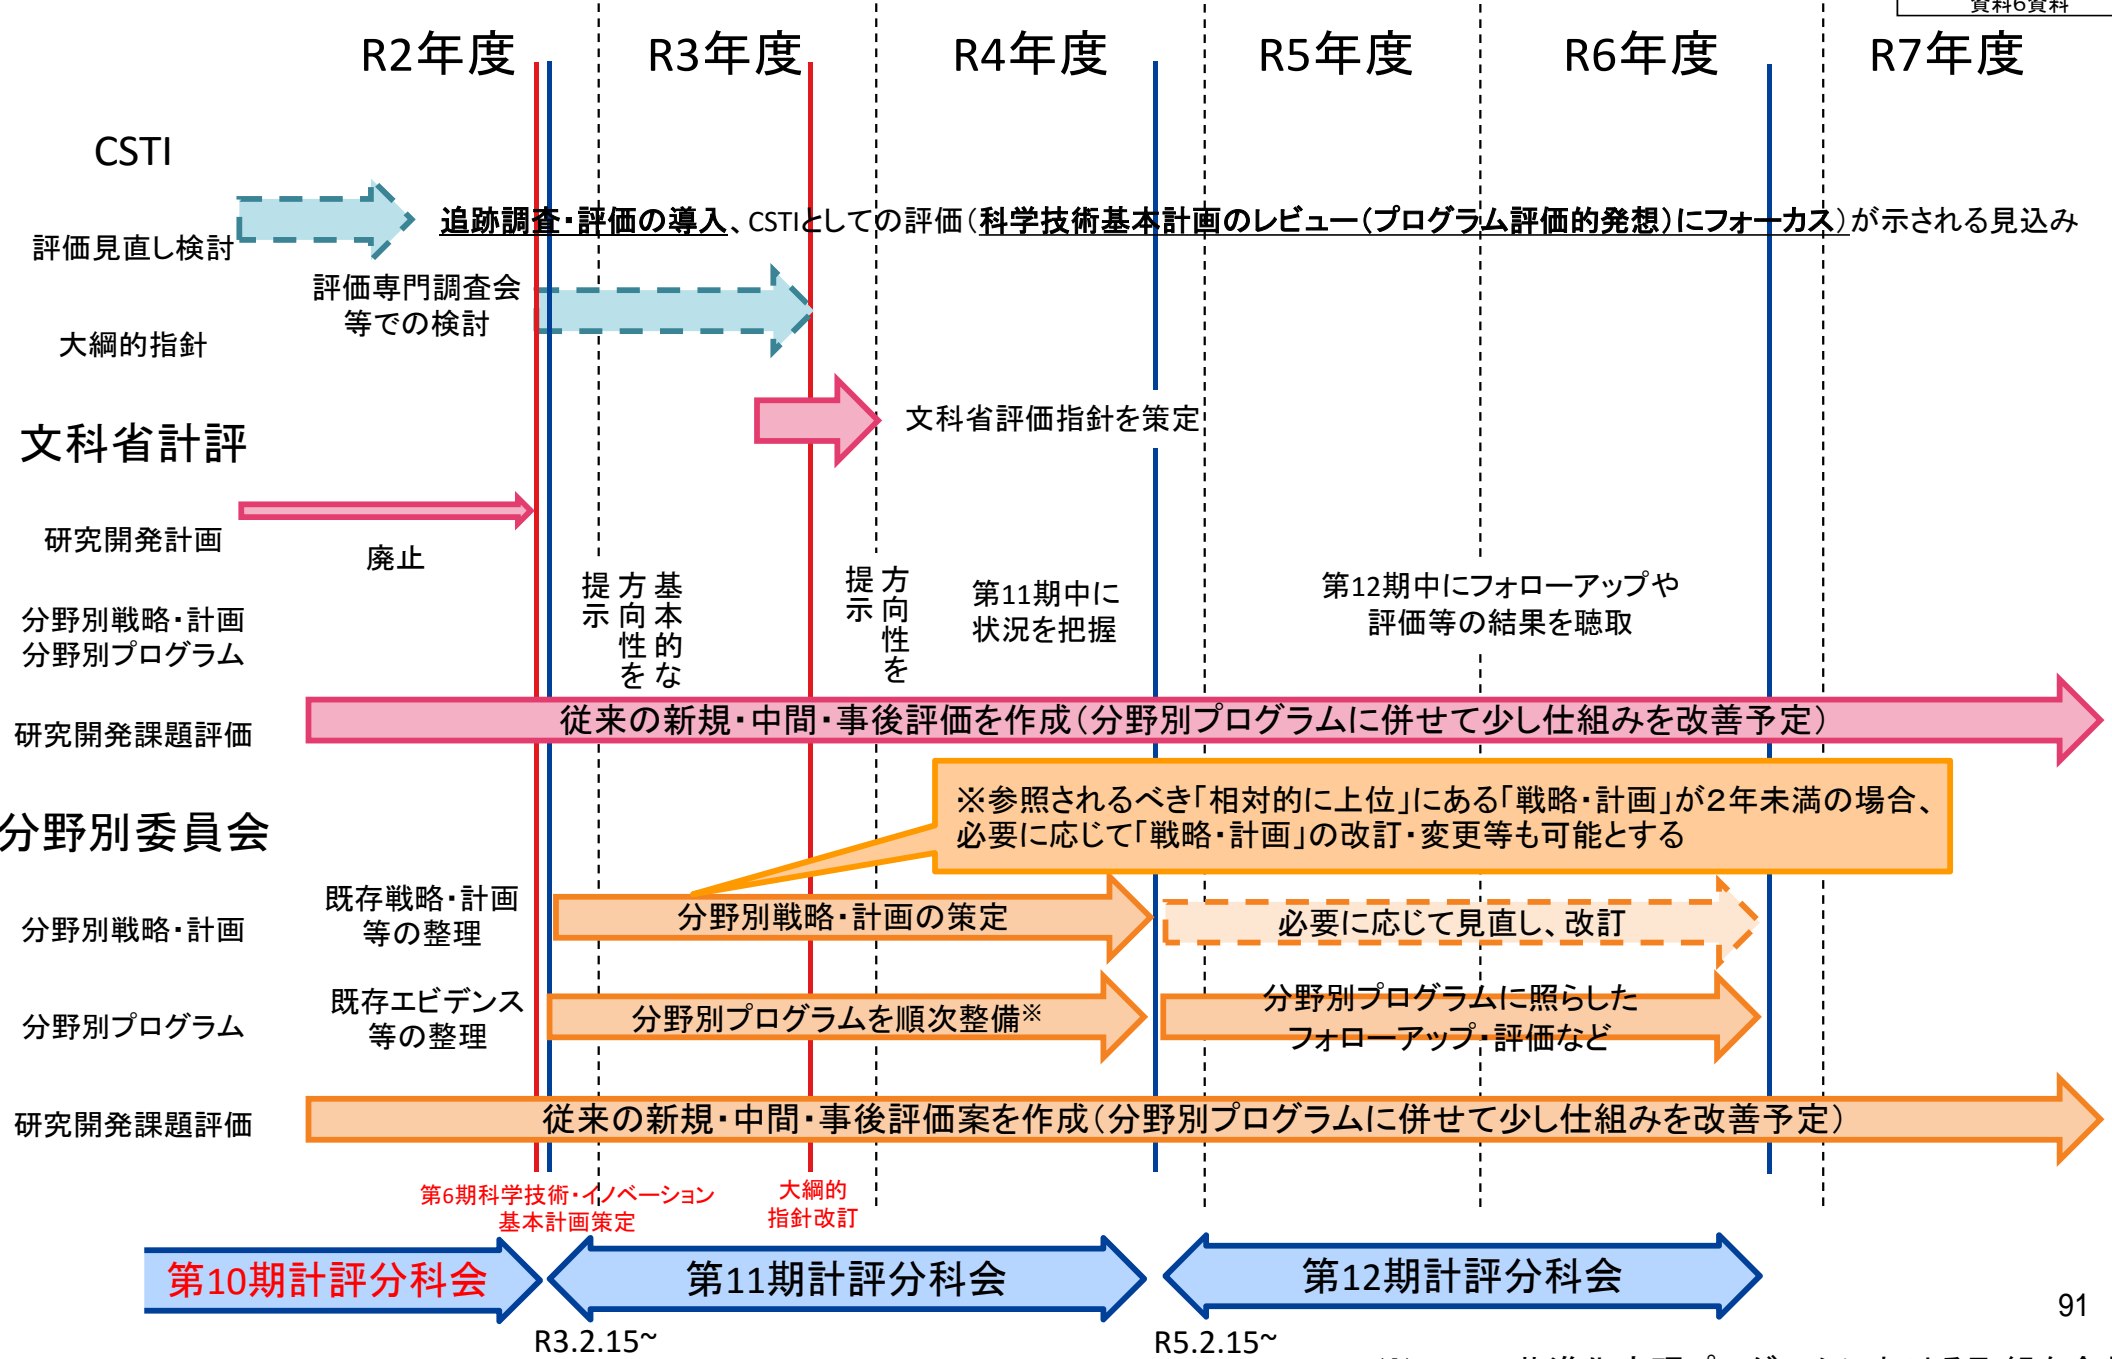 資料6資料
R2年度
R3年度
R4年度
R5年度
R6年度
R7年度
CSTI
追跡調査・評価の導入、CSTIとしての評価（科学技術基本計画のレビュー（プログラム評価的発想）にフォーカス）が示される見込み
評価見直し検討
評価専門調査会
等での検討
大綱的指針
文科省評価指針を策定
文科省計評
研究開発計画
廃止
基本的な
方向性を
提示
方向性を
提示
第11期中に
状況を把握
第12期中にフォローアップや
評価等の結果を聴取
分野別戦略・計画
分野別プログラム
研究開発課題評価
従来の新規・中間・事後評価を作成（分野別プログラムに併せて少し仕組みを改善予定）
※参照されるべき「相対的に上位」にある「戦略・計画」が２年未満の場合、
必要に応じて「戦略・計画」の改訂・変更等も可能とする
分野別委員会
分野別戦略・計画
既存戦略・計画
等の整理
分野別戦略・計画の策定
必要に応じて見直し、改訂
分野別プログラム
既存エビデンス
等の整理
分野別プログラムを順次整備※
分野別プログラムに照らした
フォローアップ・評価など
研究開発課題評価
従来の新規・中間・事後評価案を作成（分野別プログラムに併せて少し仕組みを改善予定）
第6期科学技術・イノベーション
基本計画策定
大綱的
指針改訂
第10期計評分科会
第11期計評分科会
第12期計評分科会
R3.2.15~
R5.2.15~
91